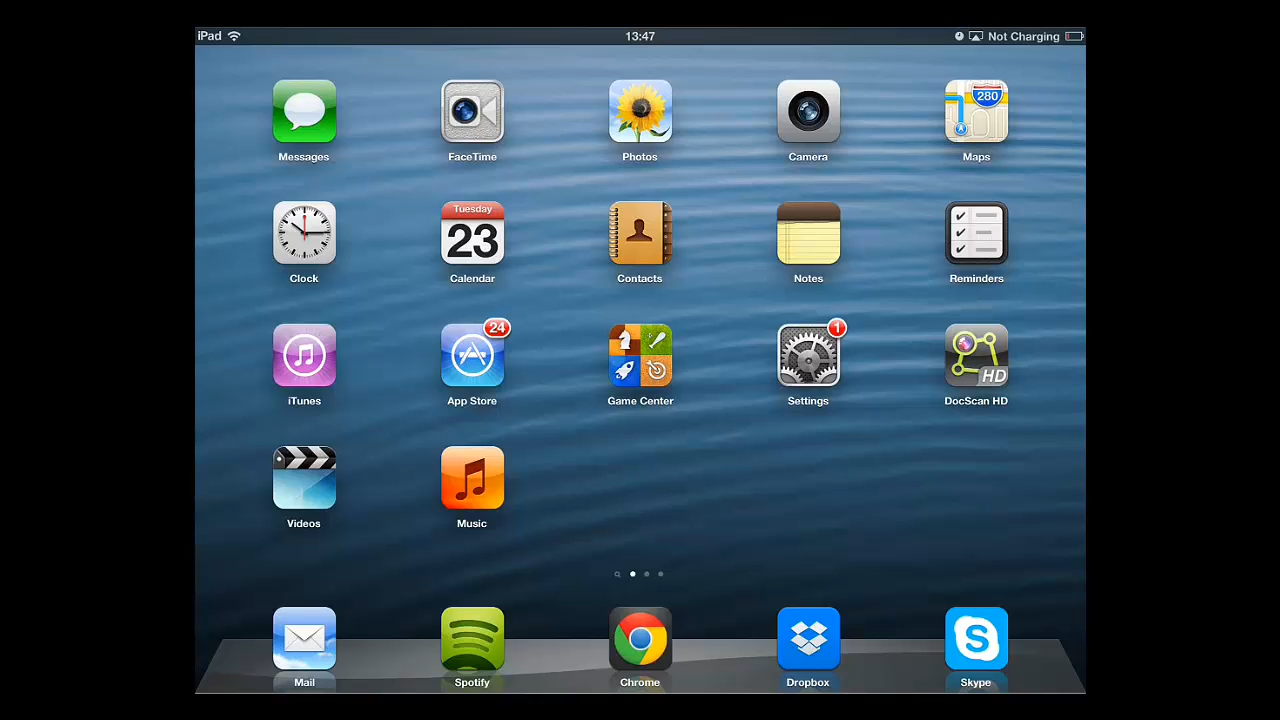 iPad 13:47 Not Charging
Messages FaceTime Photos Camera Maps
280
Tuesday
23
Clock Calendar Contacts Notes Reminders
24 1
HD
iTunes App Store Game Center Settings DocScan HD
Videos Music
S
Mail Spotify Chrome Dropbox Skype